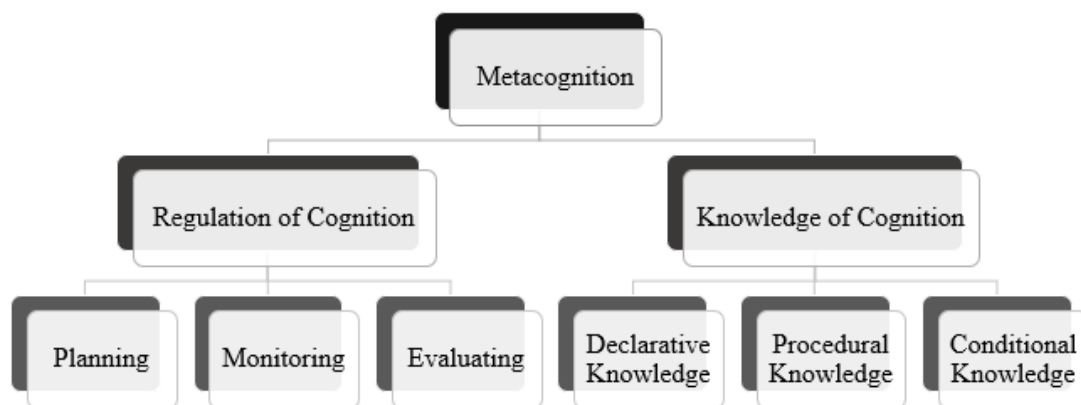 Metacognition
Regulation of Cognition
Knowledge of Cognition
Planning
Monitoring
Evaluating
Declarative
Knowledge
Procedural
Knowledge
Conditional
Knowledge